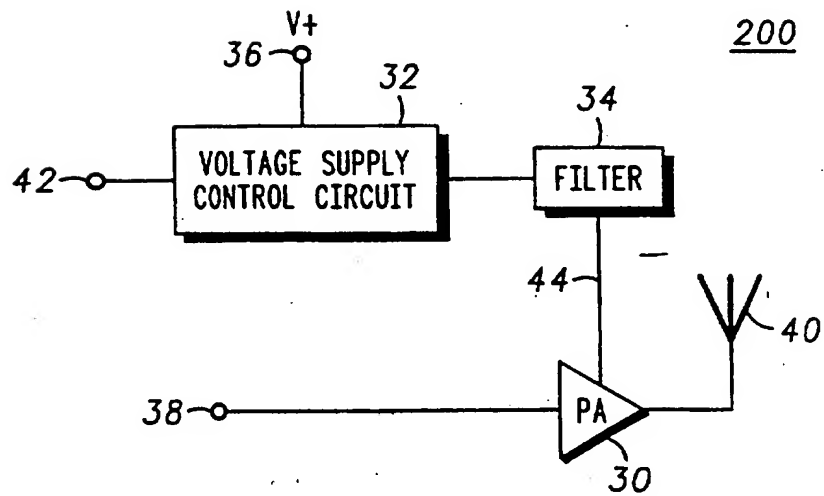 V+
200
36
32
34
42
VOLTAGE SUPPLY
CONTROL CIRCUIT
FILTER
44
40
38
PA
30